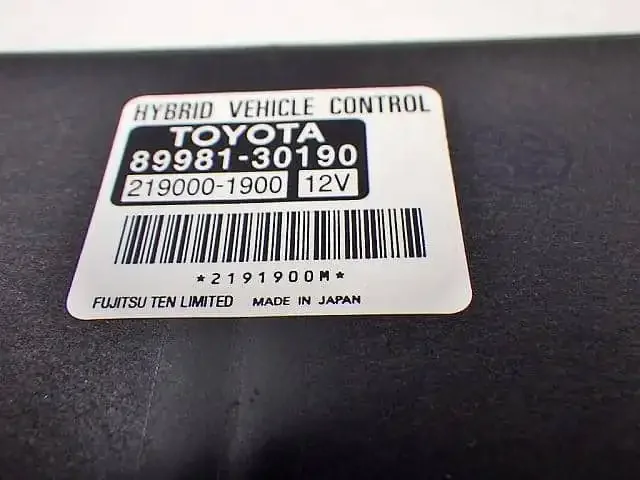 HYBRID VEHICLE CONTROL
TOYOTA
89981-30190
219000-1900 12V
*2191900M*
FUJITSU TEN LIMITED MADE IN JAPAN